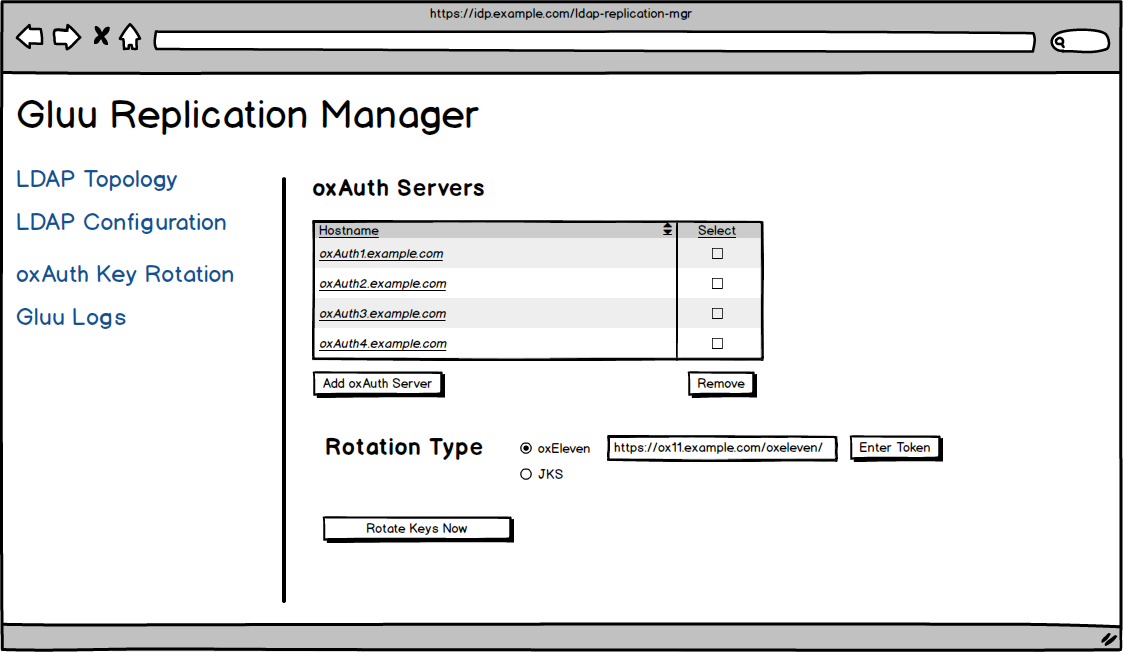 https://idp.example.com/ldap-replication-mgr
Gluu Replication Manager
LDAP Topology
LDAP Configuration
oxAuth Key Rotation
Gluu Logs
oxAuth Servers
Hostname Select
oxAuth1.example.com
oxAuth2.example.com
oxAuth3.example.com
oxAuth4.example.com
Add oxAuth Server Remove
Rotation Type oxEleven https://ox11.example.com/oxeleven/ Enter Token
JKS
Rotate Keys Now